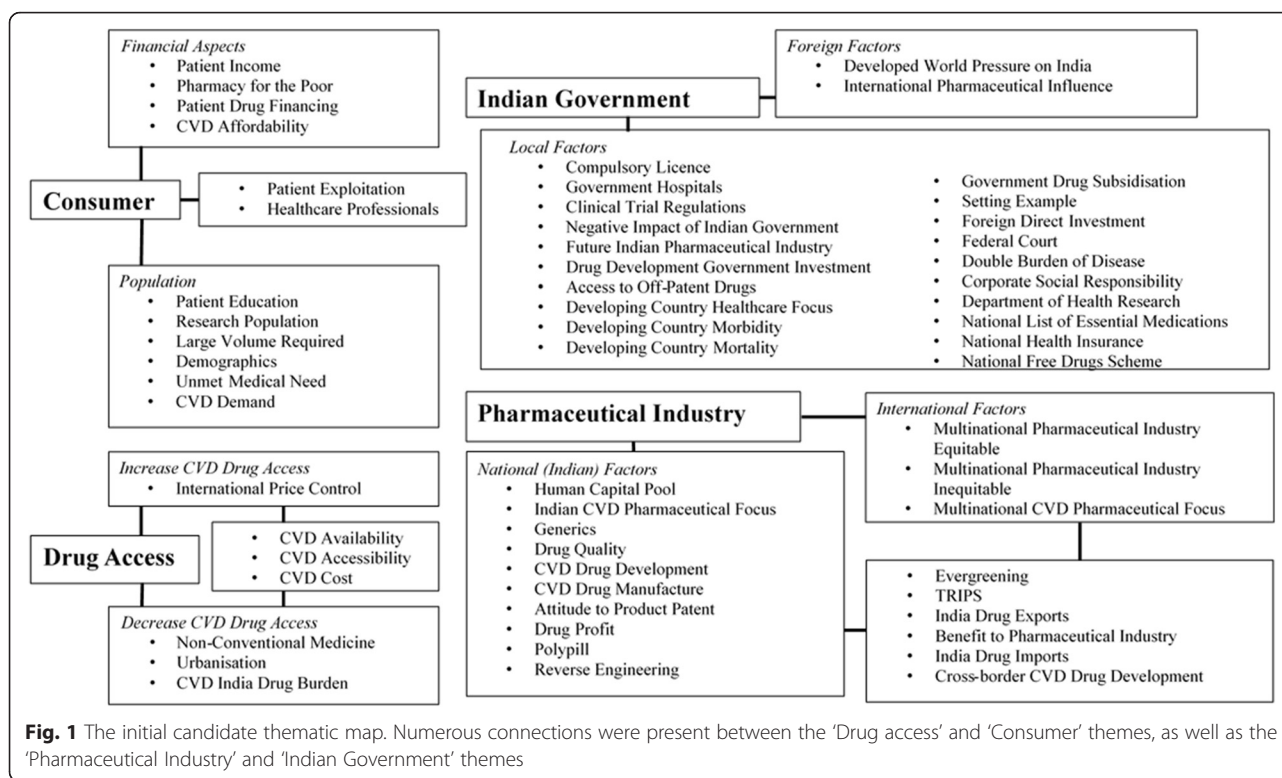 Financial Aspects
• Patient Income
• Pharmacy for the Poor
• Patient Drug Financing
• CVD Affordability
Consumer
• Patient Exploitation
• Healthcare Professionals
Population
• Patient Education
• Research Population
• Large Volume Required
• Demographics
• Unmet Medical Need
• CVD Demand
Foreign Factors
• Developed World Pressure on India
• International Pharmaceutical Influence
Indian Government
Local Factors
• Compulsory Licence
• Government Hospitals
• Clinical Trial Regulations
• Negative Impact of Indian Government
• Future Indian Pharmaceutical Industry
• Drug Development Government Investment
• Access to Off-Patent Drugs
• Developing Country Healthcare Focus
• Developing Country Morbidity
• Developing Country Mortality
• Government Drug Subsidisation
• Setting Example
• Foreign Direct Investment
• Federal Court
• Double Burden of Disease
• Corporate Social Responsibility
• Department of Health Research
• National List of Essential Medications
• National Health Insurance
• National Free Drugs Scheme
Increase CVD Drug Access
• International Price Control
Drug Access
• CVD Availability
• CVD Accessibility
• CVD Cost
Decrease CVD Drug Access
• Non-Conventional Medicine
• Urbanisation
• CVD India Drug Burden
Pharmaceutical Industry
National (Indian) Factors
• Human Capital Pool
• Indian CVD Pharmaceutical Focus
• Generics
• Drug Quality
• CVD Drug Development
• CVD Drug Manufacture
• Attitude to Product Patent
• Drug Profit
• Polypill
• Reverse Engineering
International Factors
• Multinational Pharmaceutical Industry
Equitable
• Multinational Pharmaceutical Industry
Inequitable
• Multinational CVD Pharmaceutical Focus
• Evergreening
• TRIPS
• India Drug Exports
• Benefit to Pharmaceutical Industry
• India Drug Imports
• Cross-border CVD Drug Development
Fig. 1 The initial candidate thematic map. Numerous connections were present between the ‘Drug access’ and ‘Consumer’ themes, as well as the
‘Pharmaceutical Industry’ and ‘Indian Government’ themes